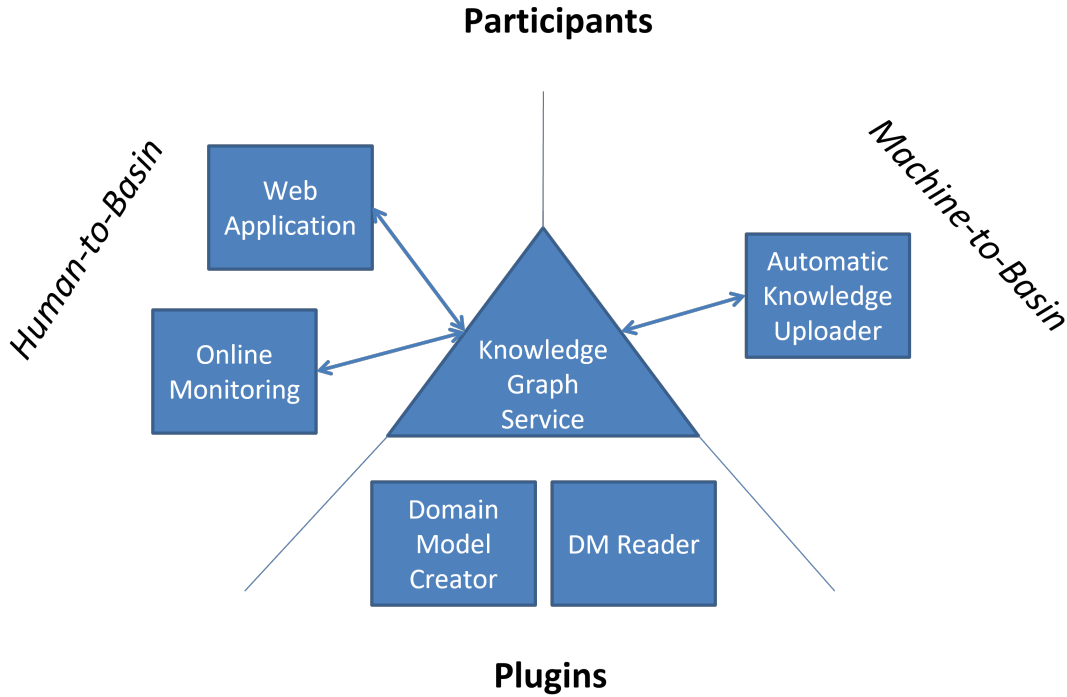 Participants
Human-to-Basin
Machine-to-Basin
Web
Application
Online
Monitoring
Knowledge
Graph
Service
Automatic
Knowledge
Uploader
Domain
Model
Creator
DM Reader
Plugins